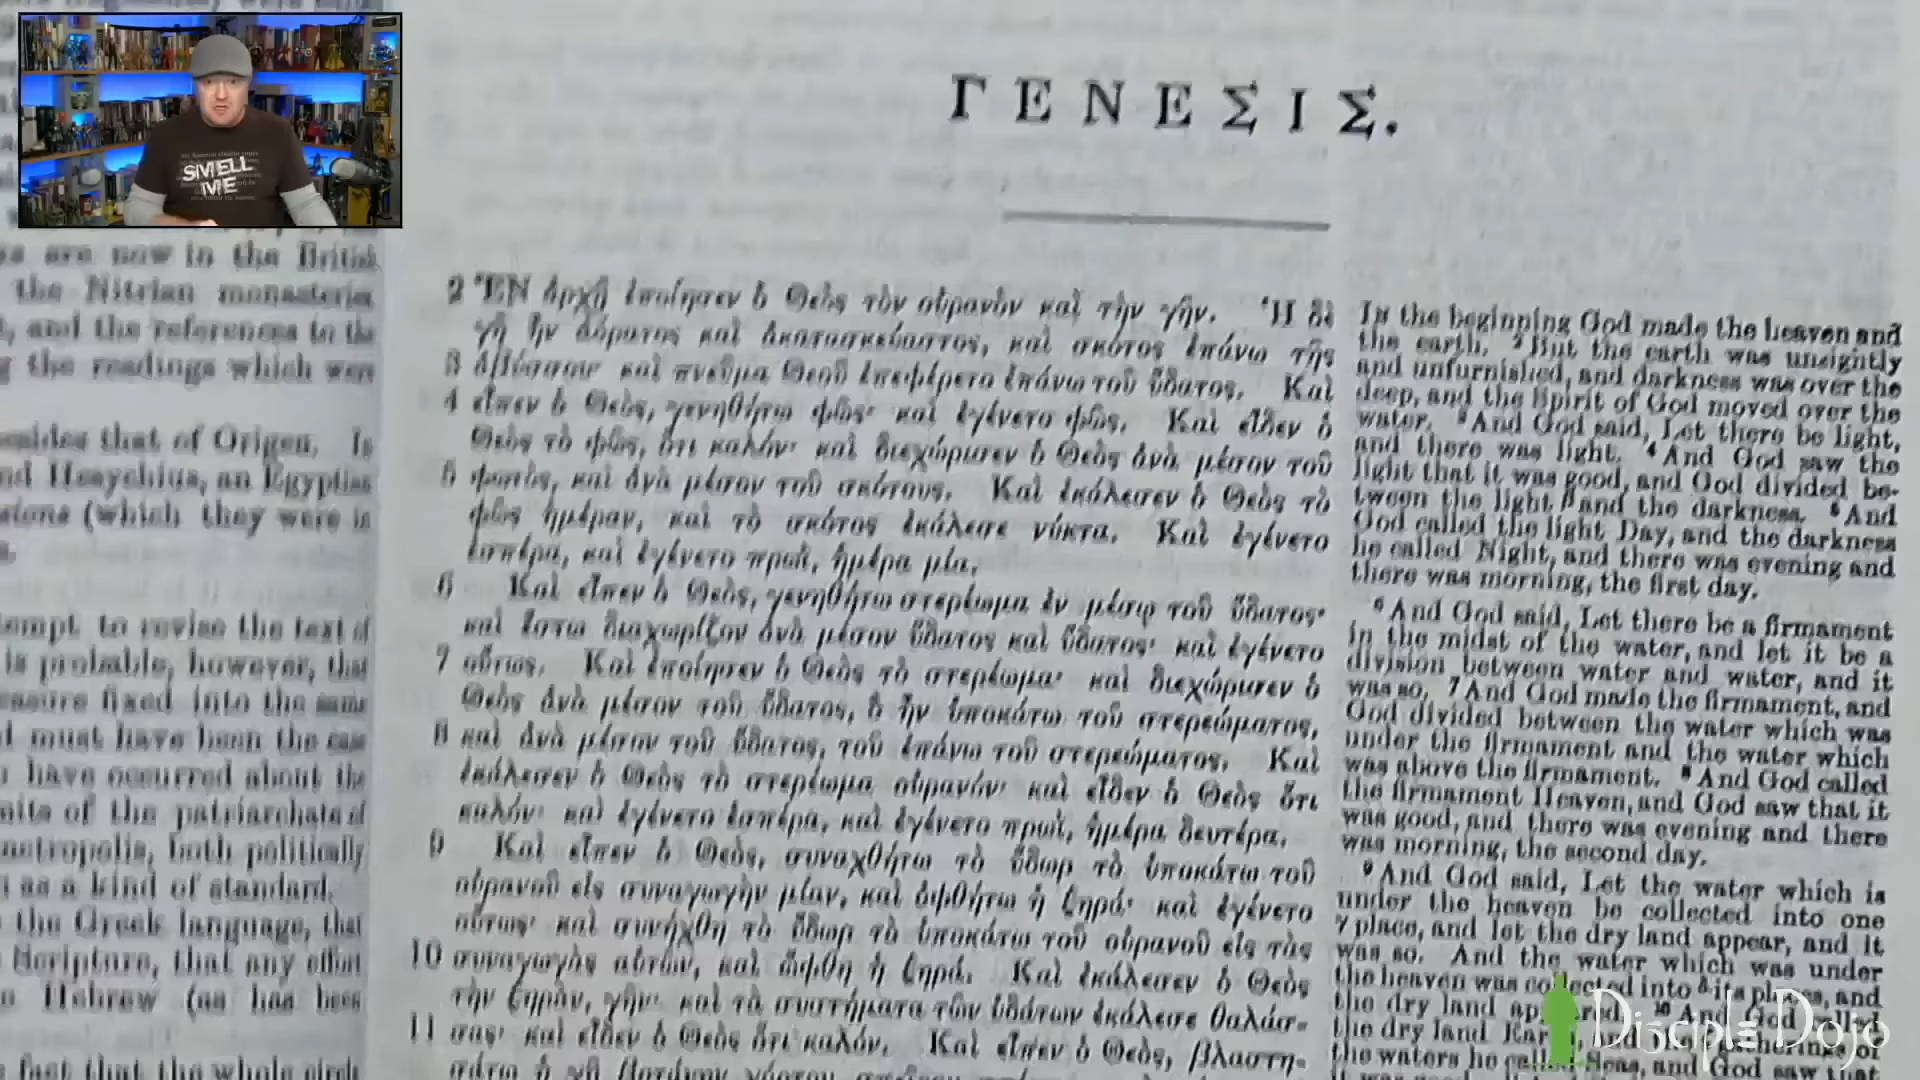 SMELL
ME
are now in the British
the Nitrian monasteries
, and the references to the
the readings which were
besides that of Origen. Is
Hesychius, an Egyptian
(which they were in
to revise the text of
is probable, however, that
fixed into the same
must have been the case
have occurred about the
of the patriarchate of
metropolis, both politically
as a kind of standard.
the Greek language, that
Scripture, that any effort
Hebrew (as has been
fact that the whole circle
ΓΕΝΕΣΙΣ.
2 ἘΝ ἀρχῇ ἐποίησεν ὁ Θεὸς τὸν οὐρανὸν καὶ τὴν γῆν. Ἡ δὲ
γῆ ἦν ἀόρατος καὶ ἀκατασκεύαστος, καὶ σκότος ἐπάνω τῆς
3 ἀβύσσου· καὶ πνεῦμα Θεοῦ ἐπεφέρετο ἐπάνω τοῦ ὕδατος. Καὶ
4 εἶπεν ὁ Θεὸς, γενηθήτω φῶς· καὶ ἐγένετο φῶς. Καὶ εἶδεν ὁ
Θεὸς τὸ φῶς, ὅτι καλόν· καὶ διεχώρισεν ὁ Θεὸς ἀνὰ μέσον τοῦ
5 φωτὸς, καὶ ἀνὰ μέσον τοῦ σκότους. Καὶ ἐκάλεσεν ὁ Θεὸς τὸ
φῶς ἡμέραν, καὶ τὸ σκότος ἐκάλεσε νύκτα. Καὶ ἐγένετο
ἑσπέρα, καὶ ἐγένετο πρωῒ, ἡμέρα μία.
6 Καὶ εἶπεν ὁ Θεὸς, γενηθήτω στερέωμα ἐν μέσῳ τοῦ ὕδατος·
καὶ ἔστω διαχωρίζον ἀνὰ μέσον ὕδατος καὶ ὕδατος· καὶ ἐγένετο
7 οὕτως. Καὶ ἐποίησεν ὁ Θεὸς τὸ στερέωμα· καὶ διεχώρισεν ὁ
Θεὸς ἀνὰ μέσον τοῦ ὕδατος, ὃ ἦν ὑποκάτω τοῦ στερεώματος,
8 καὶ ἀνὰ μέσον τοῦ ὕδατος, τοῦ ἐπάνω τοῦ στερεώματος. Καὶ
ἐκάλεσεν ὁ Θεὸς τὸ στερέωμα οὐρανόν· καὶ εἶδεν ὁ Θεὸς ὅτι
καλόν· καὶ ἐγένετο ἑσπέρα, καὶ ἐγένετο πρωῒ, ἡμέρα δευτέρα.
9 Καὶ εἶπεν ὁ Θεὸς, συναχθήτω τὸ ὕδωρ τὸ ὑποκάτω τοῦ
οὐρανοῦ εἰς συναγωγὴν μίαν, καὶ ὀφθήτω ἡ ξηρά· καὶ ἐγένετο
οὕτως· καὶ συνήχθη τὸ ὕδωρ τὸ ὑποκάτω τοῦ οὐρανοῦ εἰς τὰς
10 συναγωγὰς αὐτῶν, καὶ ὤφθη ἡ ξηρά. Καὶ ἐκάλεσεν ὁ Θεὸς
τὴν ξηρὰν, γῆν· καὶ τὰ συστήματα τῶν ὑδάτων ἐκάλεσε θαλάσ-
11 σας· καὶ εἶδεν ὁ Θεὸς ὅτι καλόν. Καὶ εἶπεν ὁ Θεὸς, βλαστη-
In the beginning God made the heaven and
the earth. 2 But the earth was unsightly
and unfurnished, and darkness was over the
deep, and the Spirit of God moved over the
water. 3 And God said, Let there be light,
and there was light. 4 And God saw the
light that it was good, and God divided be-
tween the light β and the darkness. 5 And
God called the light Day, and the darkness
he called Night, and there was evening and
there was morning, the first day.
6 And God said, Let there be a firmament
in the midst of the water, and let it be a
division between water and water, and it
was so. 7 And God made the firmament, and
God divided between the water which was
under the firmament and the water which
was above the firmament. 8 And God called
the firmament Heaven, and God saw that it
was good, and there was evening and there
was morning, the second day.
9 And God said, Let the water which is
under the heaven be collected into one
γ place, and let the dry land appear, and it
was so. And the water which was under
the heaven was collected into δ its places, and
the dry land appeared. 10 And God called
the dry land Earth, and the gatherings of
the waters he called Seas, and God saw that
Disciple Dojo